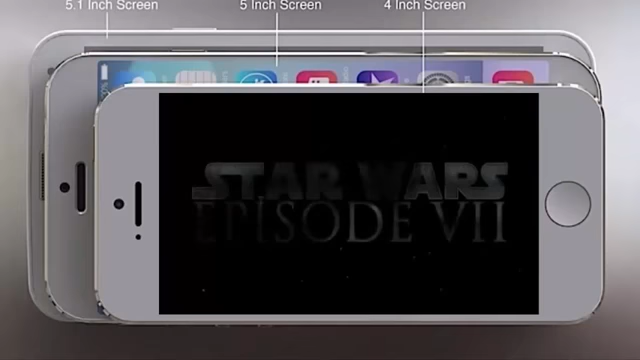 5.1 Inch Screen
5 Inch Screen
4 Inch Screen
STAR WARS
EPISODE VII